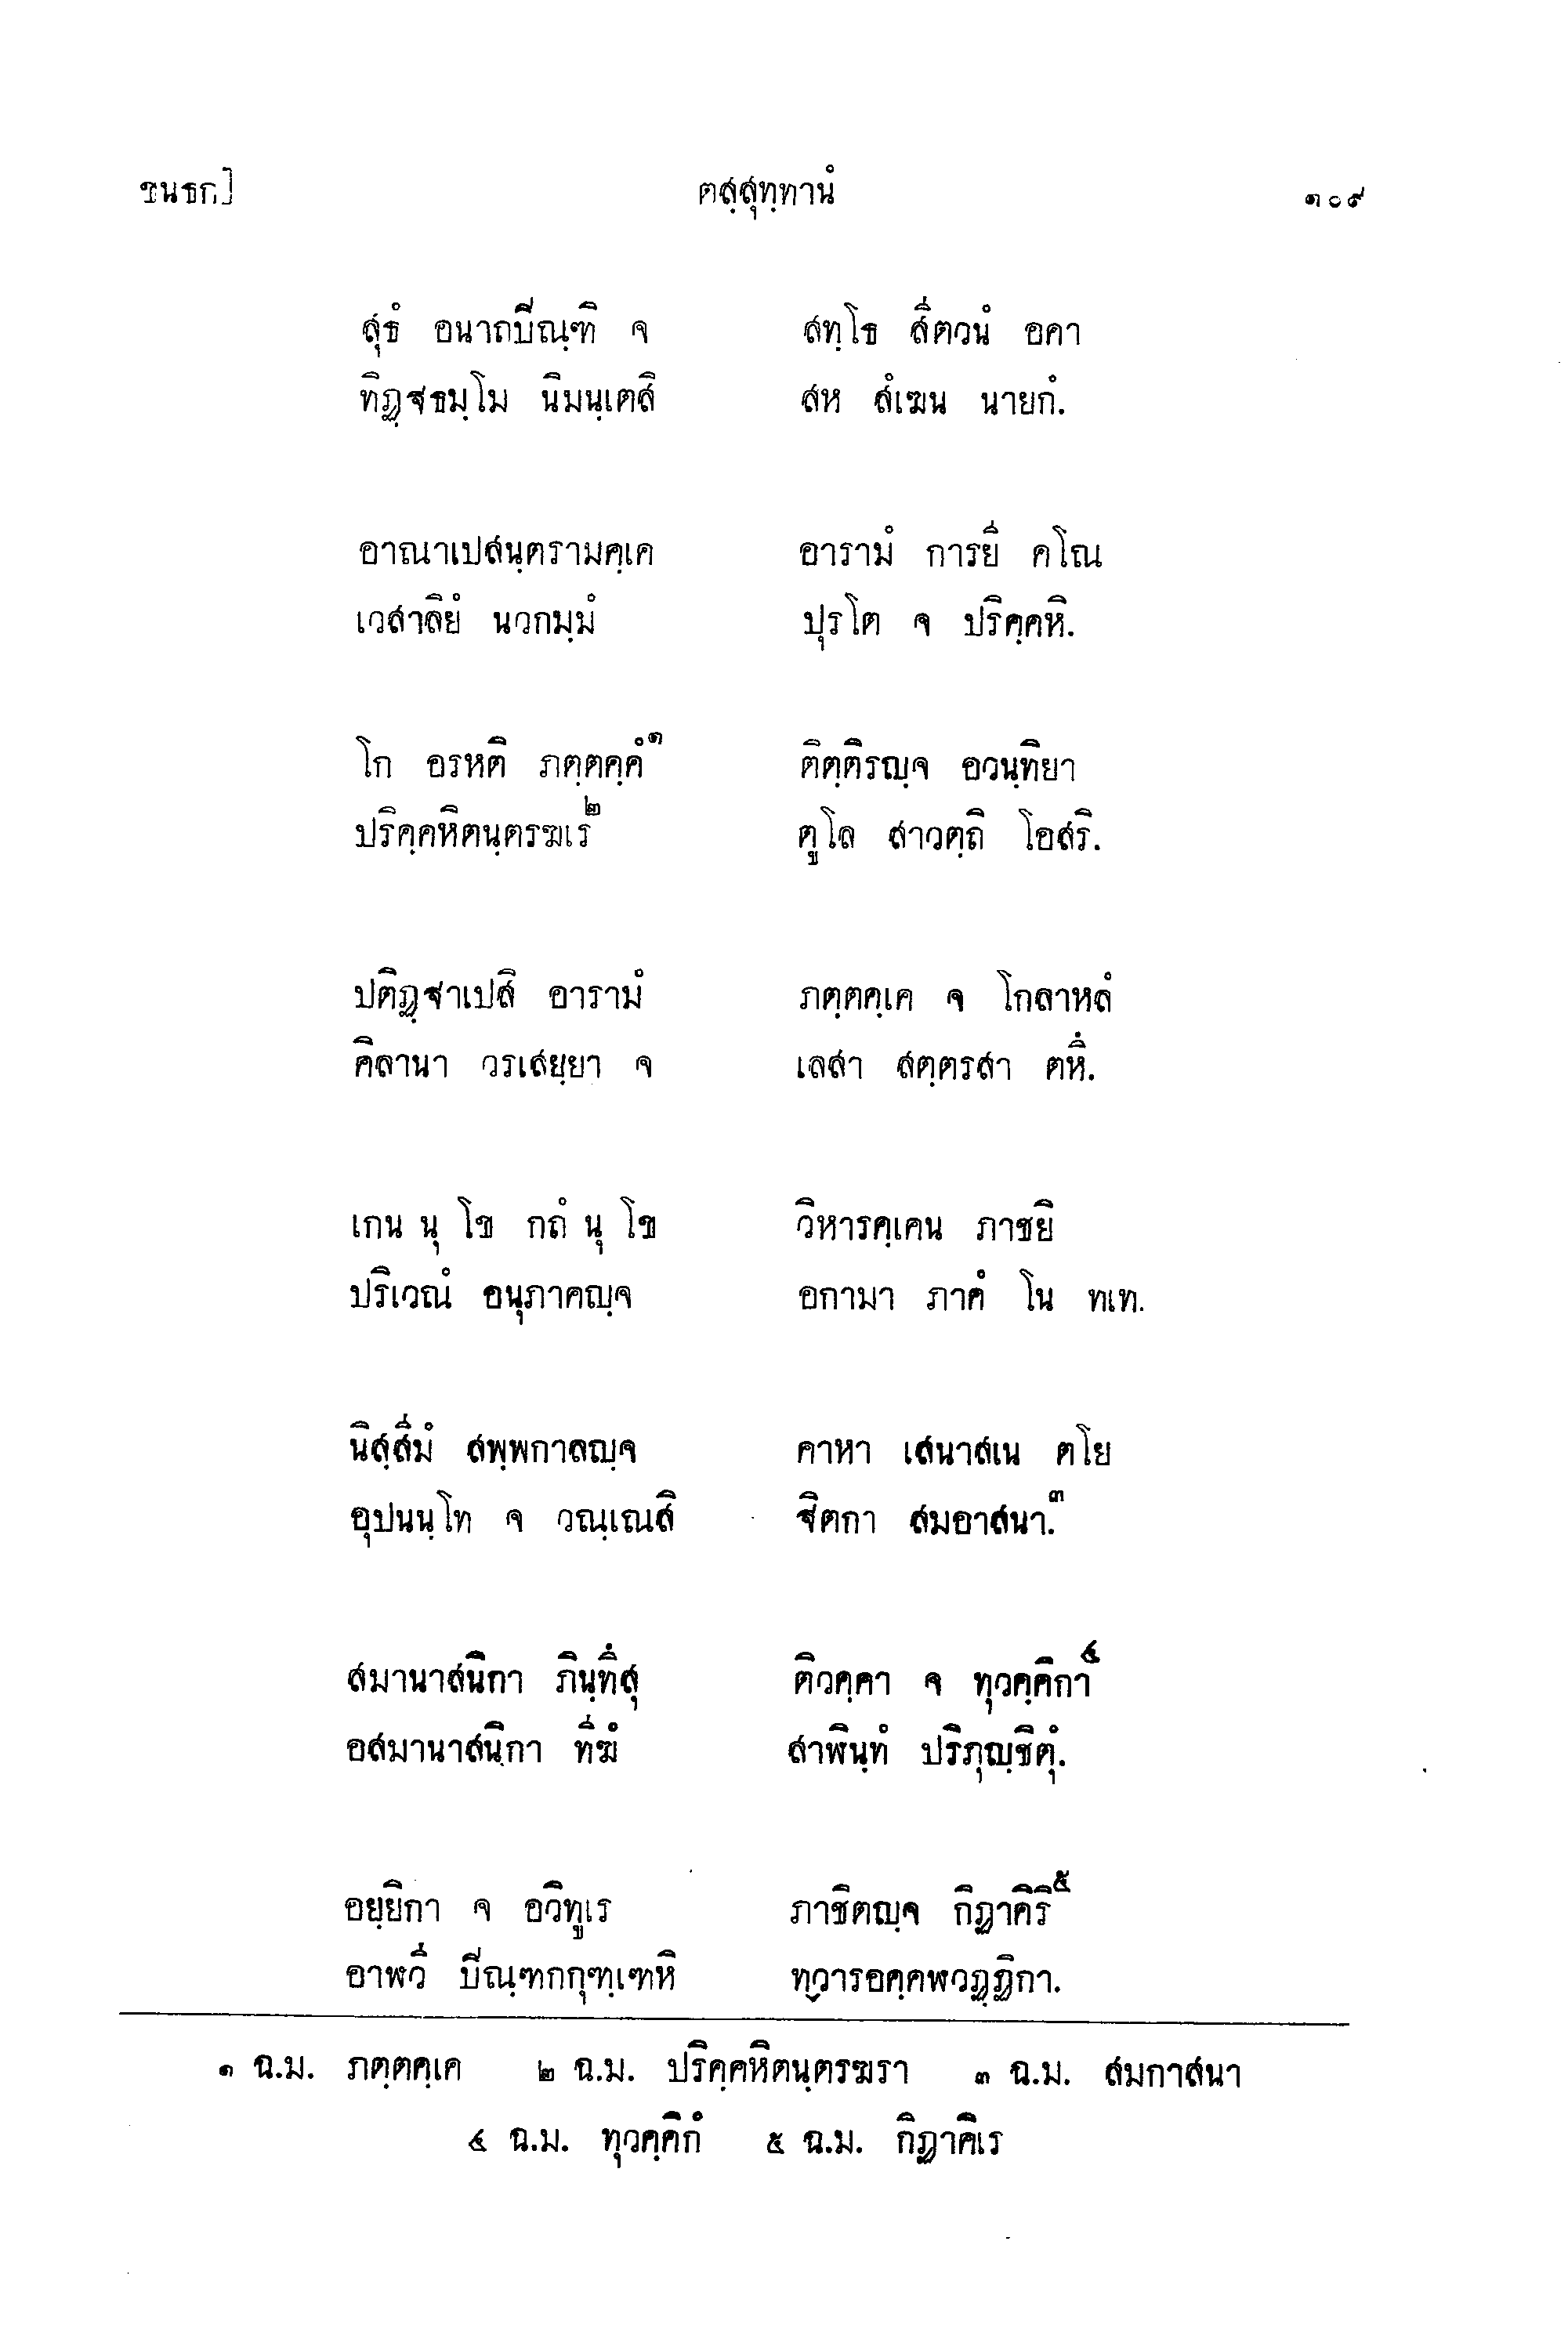 ขนธก]   ตสฺสุทฺทานํ   ๑๐๙
สุธํ อนาถปีณฺฑิ จ   สทฺโธ สีตวนํ อคา
ทิฏฺฐธมฺโม นิมนฺเตสิ   สห สํเฆน นายกํ.
อาณาเปสนฺตรามคฺเค   อารามํ การยี คโณ
เวสาลิยํ นวกมฺมํ   ปุรโต จ ปริคฺคหิ.
โก อรหติ ภตฺตคฺคํ ๑   ติตฺติรญฺจ อวนฺทิยา
ปริคฺคหิตนฺตรฆเร ๒   ตูโล สาวตฺถิ โอสริ.
ปติฏฺฐาเปสิ อารามํ   ภตฺตคฺเค จ โกลาหลํ
คิลานา วรเสยฺยา จ   เลสา สตฺตรสา ตหึ.
เกน นุ โข กถํ นุ โข   วิหารคฺเคน ภาชยิ
ปริเวณํ อนุภาคญฺจ   อกามา ภาคํ โน ทเท.
นิสฺสีมํ สพฺพกาลญฺจ   คาหา เสนาสเน ตโย
อุปนนฺโท จ วณฺเณสิ   ฐิตกา สมอาสนา. ๓
สมานาสนิกา ภินฺทึสุ   ติวคฺคา จ ทุวคฺคิกา ๔
อสมานาสนิกา ทีฆํ   สาพินฺทํ ปริภุญฺชิตุํ.
อยฺยิกา จ อวิทูเร   ภาชิตญฺจ กิฏาคิริ ๕
อาฬวี ปีณฺฑกกุฑฺเฑหิ   ทฺวารอคฺคฬวฏฺฏิกา.
๑ ฉ.ม. ภตฺตคฺเค   ๒ ฉ.ม. ปริคฺคหิตนฺตรฆรา   ๓ ฉ.ม. สมกาสนา
๔ ฉ.ม. ทุวคฺคิกํ   ๕ ฉ.ม. กิฏาคิเร